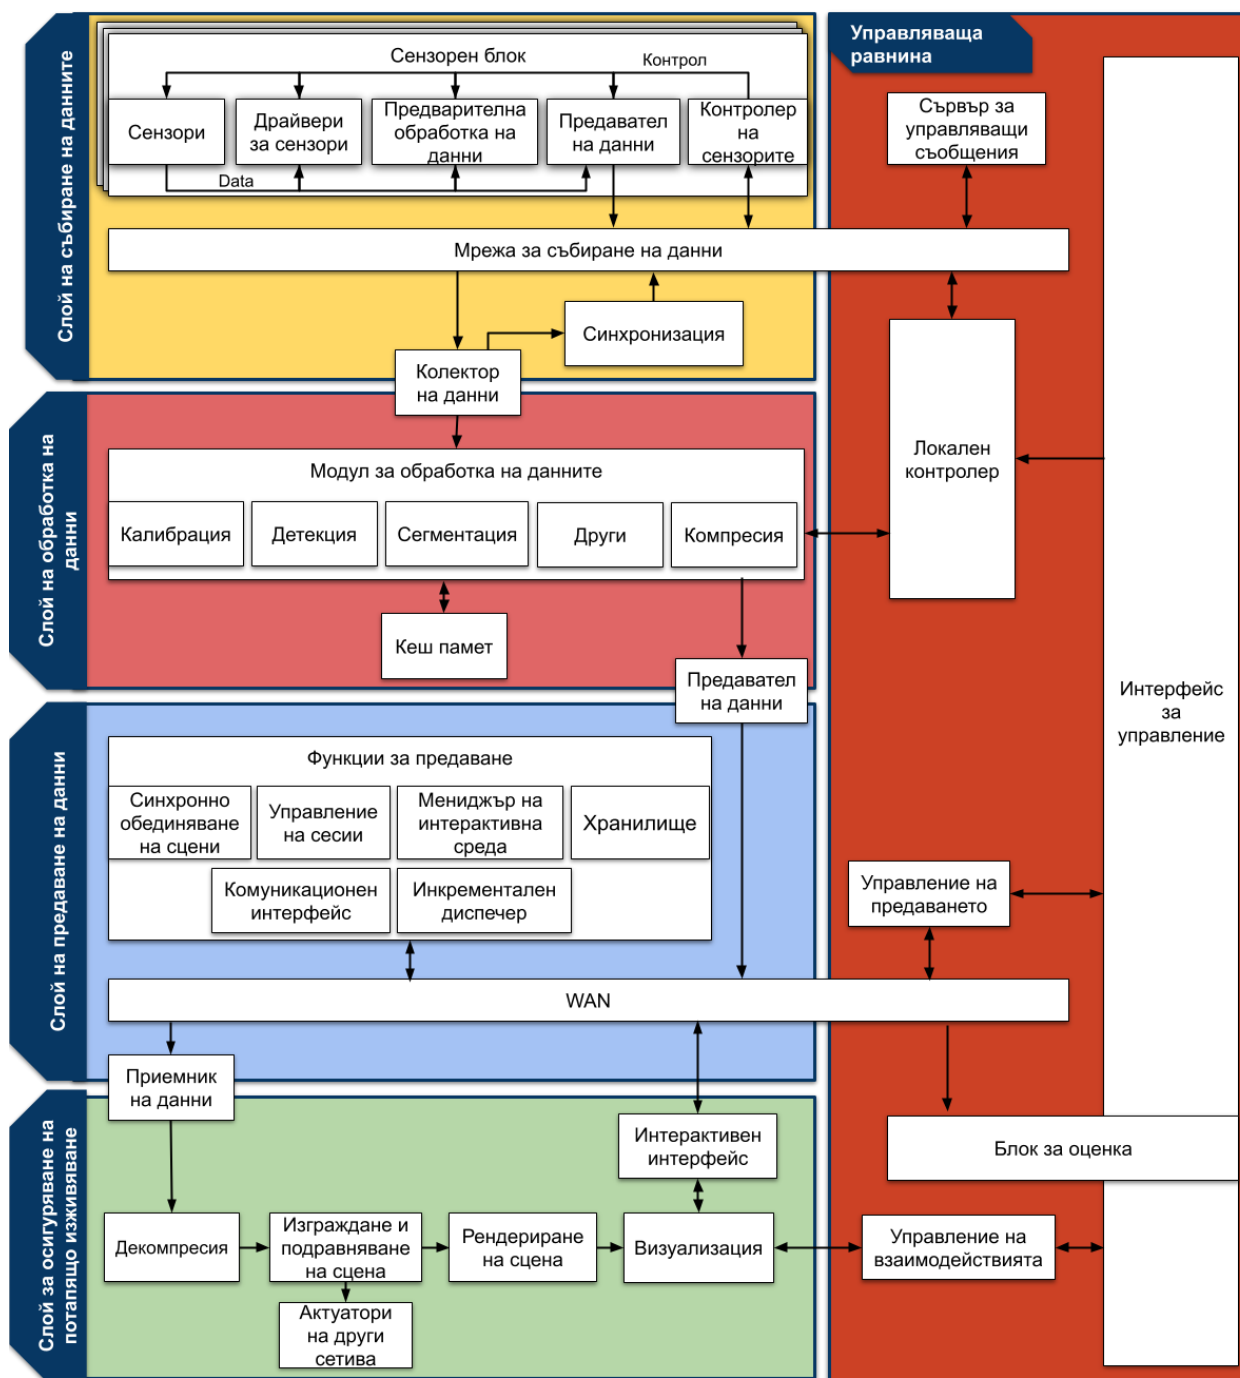 Слой на събиране на данните
Сензорен блок
Контрол
Сензори
Драйвери
за сензори
Предварителна
обработка на
данни
Предавател
на данни
Контролер
на
сензорите
Data
Мрежа за събиране на данни
Синхронизация
Колектор
на данни
Слой на обработка на
данни
Модул за обработка на данните
Калибрация
Детекция
Сегментация
Други
Компресия
Кеш памет
Предавател
на данни
Слой на предаване на данни
Функции за предаване
Синхронно
обединяване
на сцени
Управление
на сесии
Мениджър на
интерактивна
среда
Хранилище
Комуникационен
интерфейс
Инкрементален
диспечер
WAN
Приемник
на данни
Слой за осигуряване на
потапящо изживяване
Интерактивен
интерфейс
Декомпресия
Изграждане и
подравняване
на сцена
Рендериране
на сцена
Визуализация
Актуатори
на други
сетива
Управляваща
равнина
Сървър за
управляващи
съобщения
Локален
контролер
Интерфейс
за
управление
Управление на
предаването
Блок за оценка
Управление на
взаимодействията